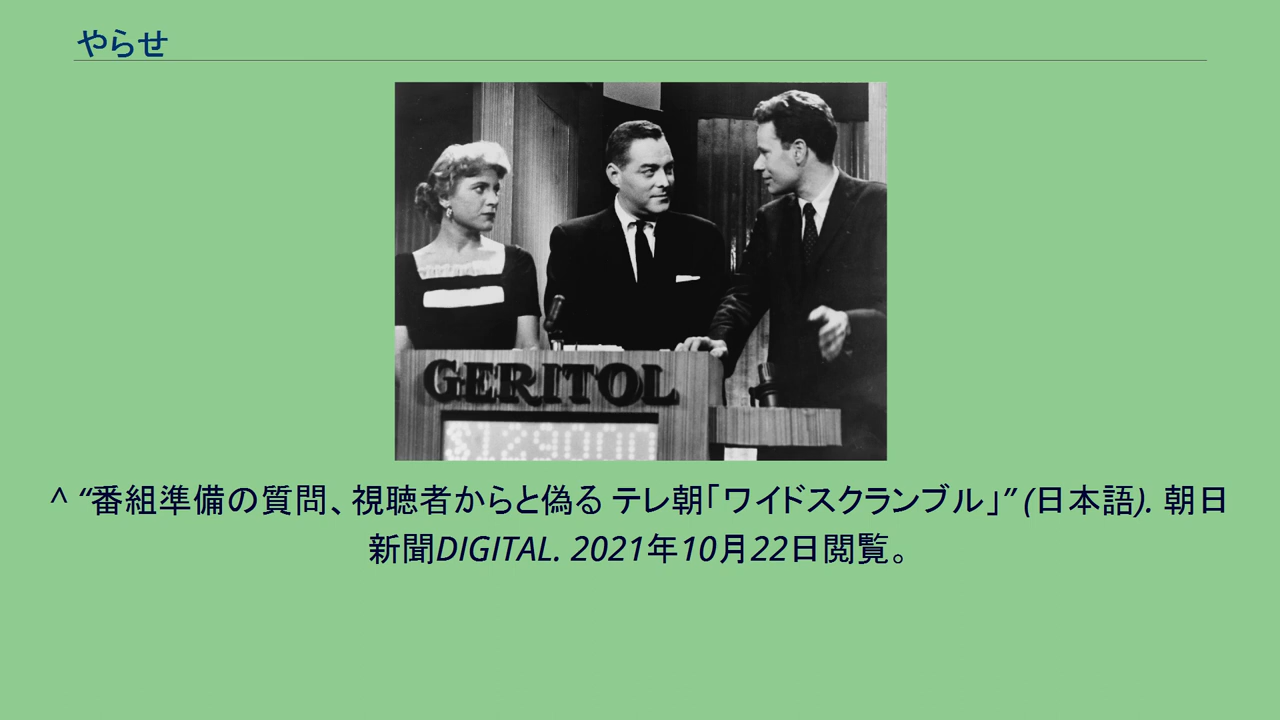 やらせ
GERITOL
$129000
^ “番組準備の質問、視聴者からと偽る テレ朝「ワイドスクランブル」” (日本語). 朝日
新聞DIGITAL. 2021年10月22日閲覧。